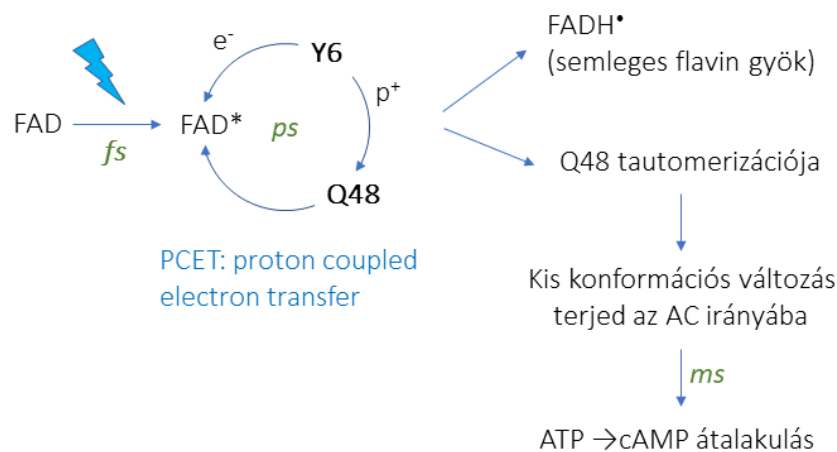 FADH•
(semleges flavin gyök)
e-
Y6
p+
FAD
FAD*
ps
fs
Q48
Q48 tautomerizációja
PCET: proton coupled
electron transfer
Kis konformációs változás
terjed az AC irányába
ms
ATP →cAMP átalakulás